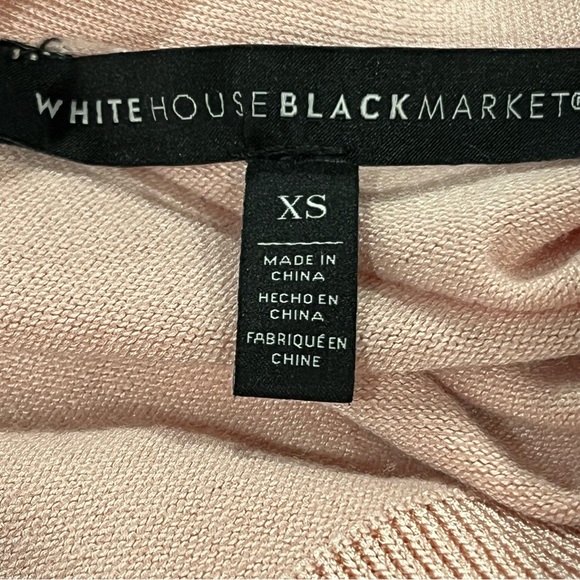 WHITEHOUSEBLACKMARKET®
XS
MADE IN
CHINA
HECHO EN
CHINA
FABRIQUÉ EN
CHINE